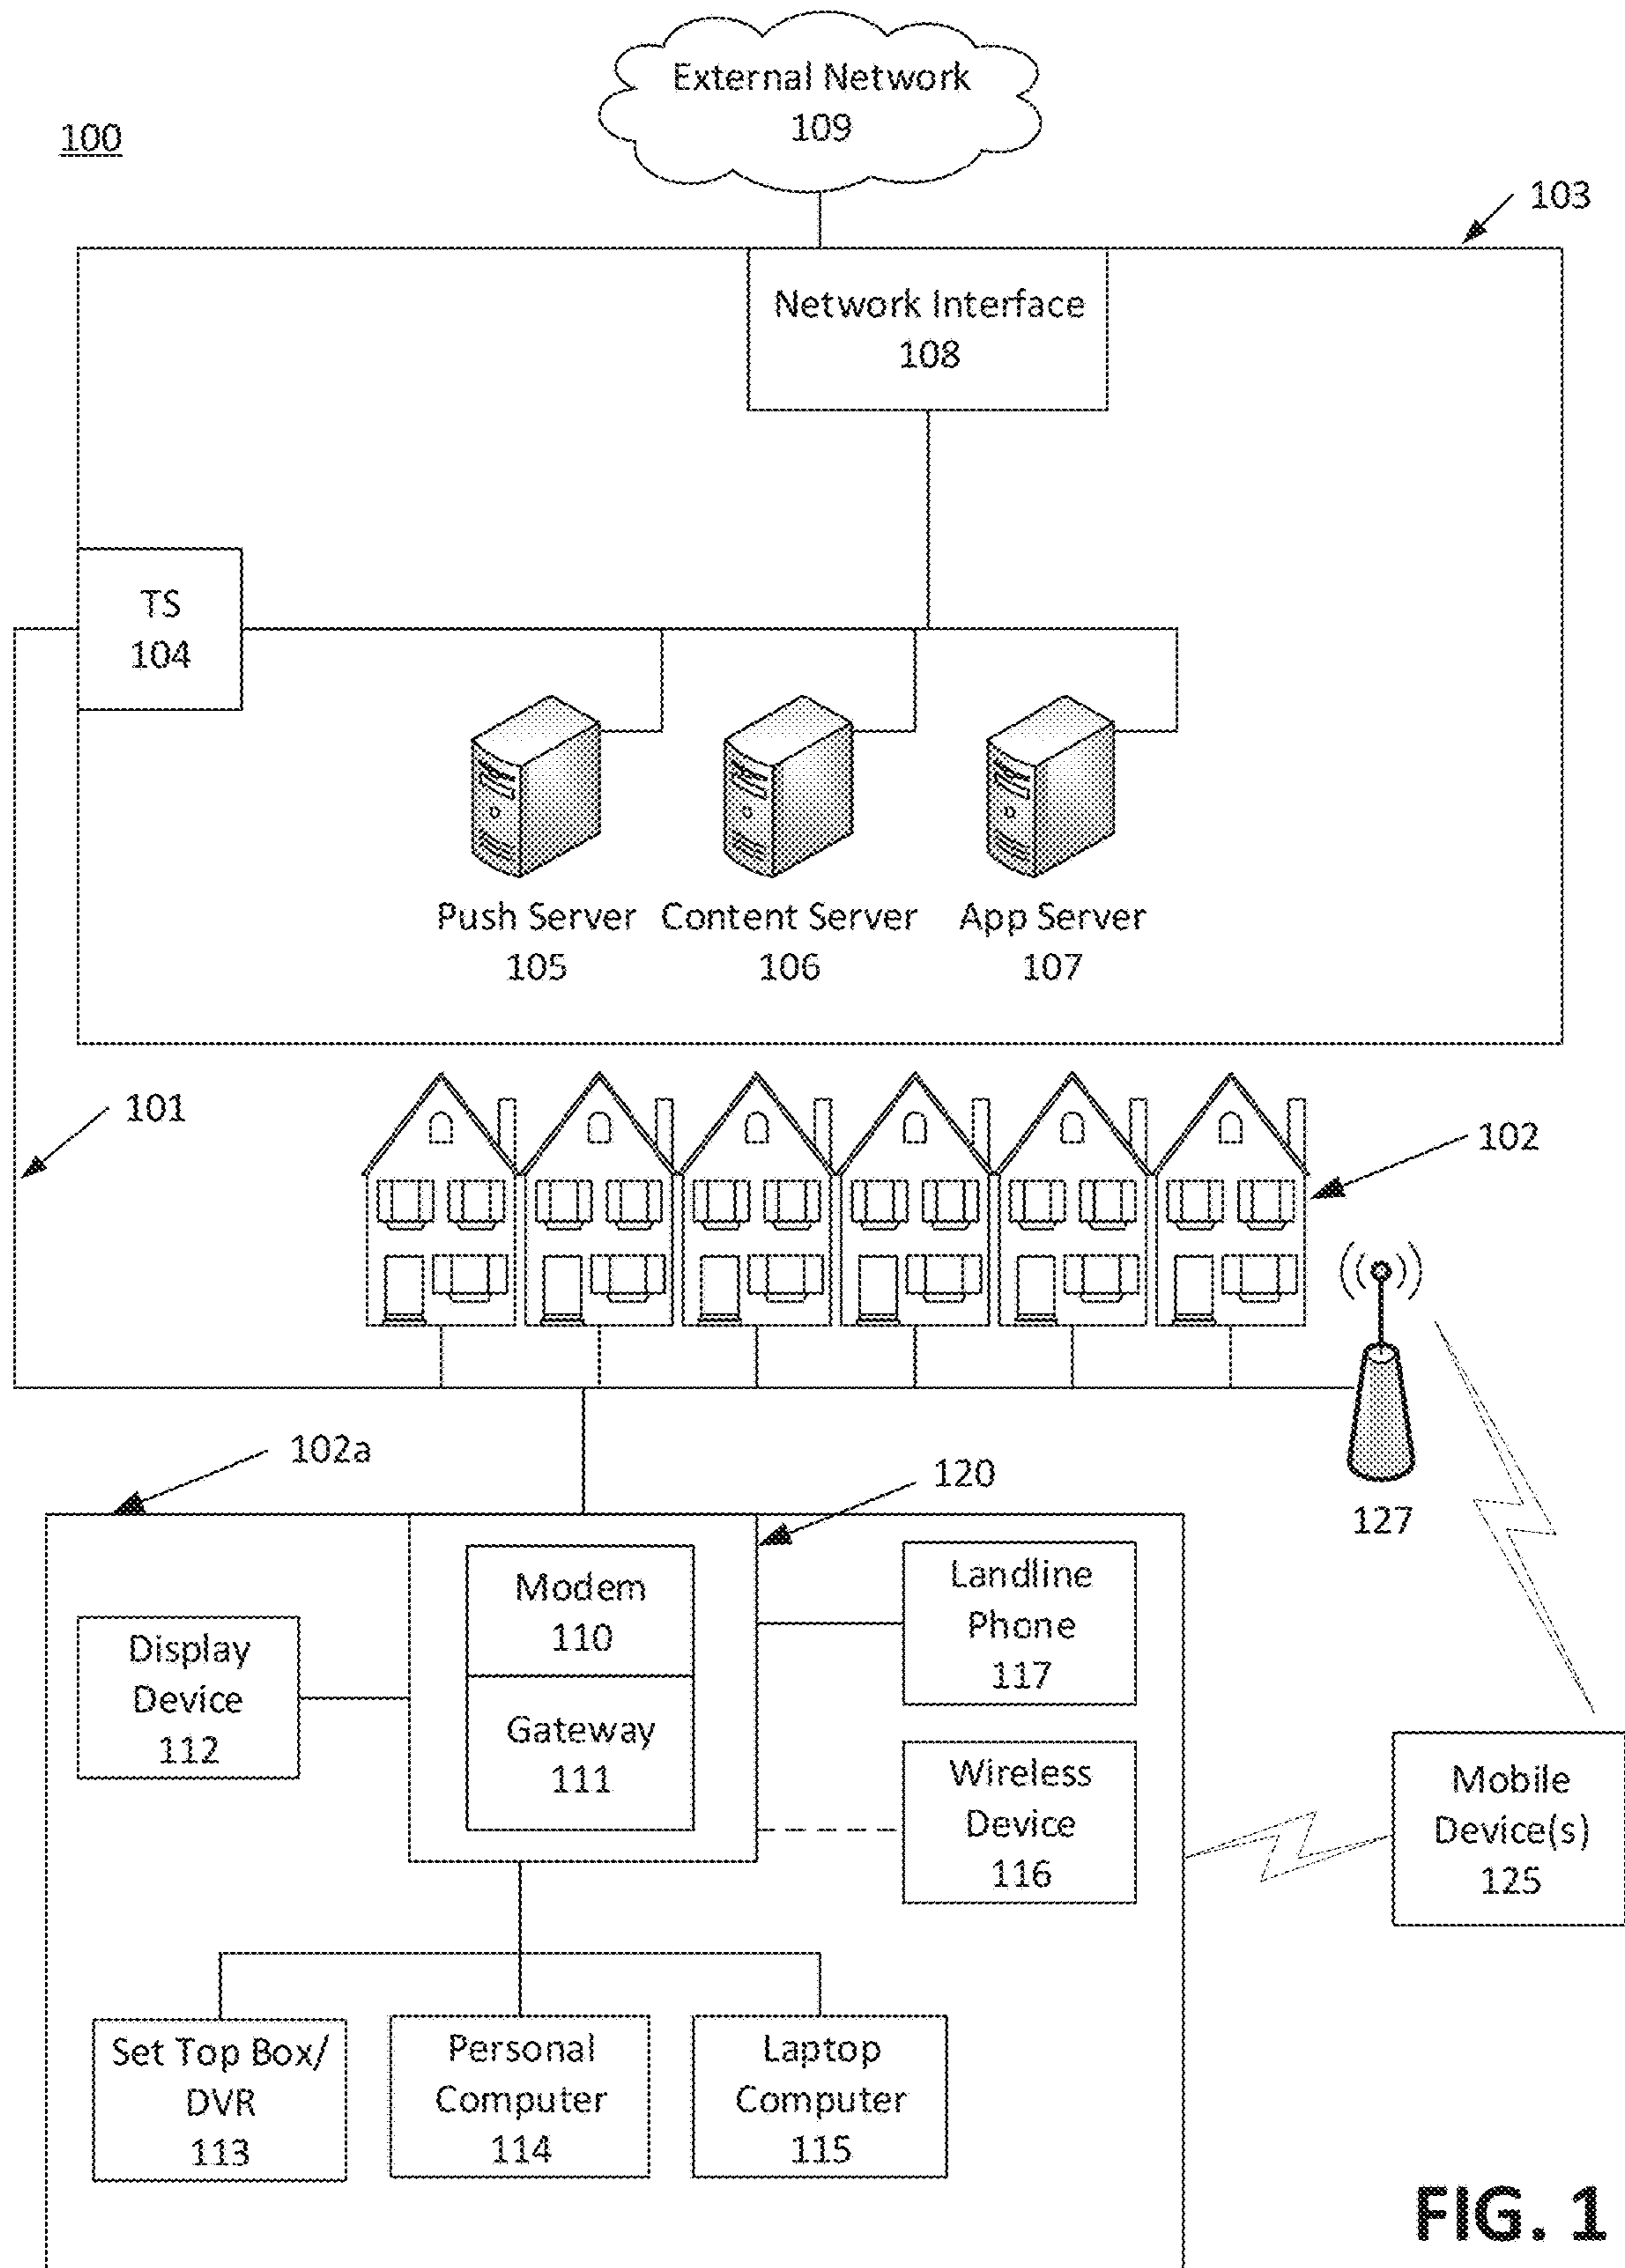 External Network
109
100
103
Network Interface
108
TS
104
Push Server
105
Content Server
106
App Server
107
101
102
127
102a
120
Modem
110
Gateway
111
Display
Device
112
Landline
Phone
117
Wireless
Device
116
Mobile
Device(s)
125
Set Top Box/
DVR
113
Personal
Computer
114
Laptop
Computer
115
FIG. 1